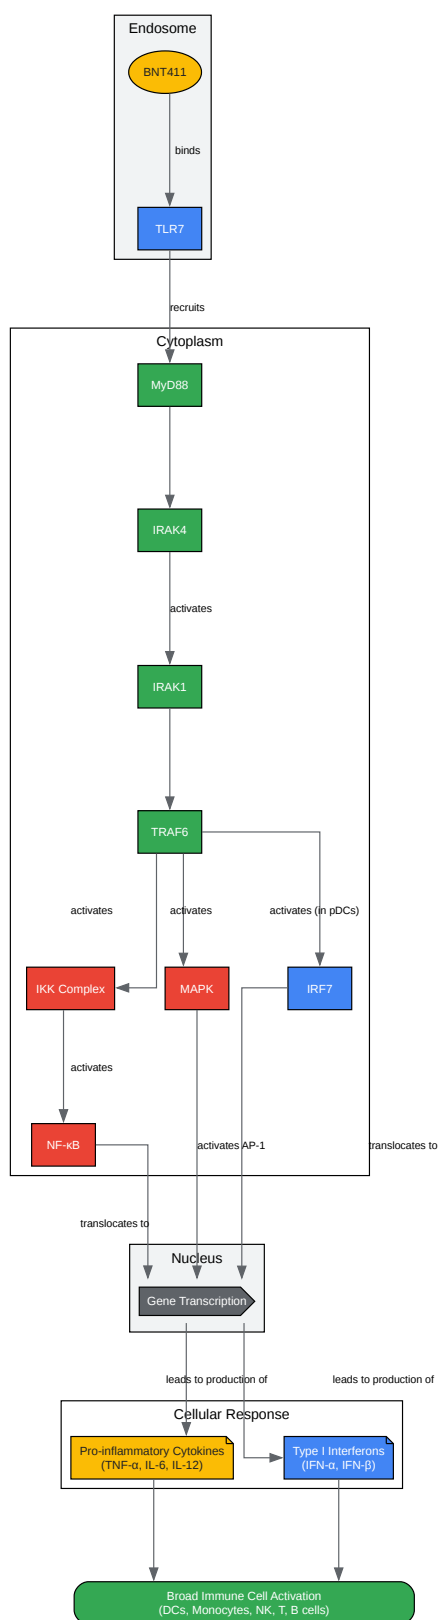 Endosome
BNT411
binds
TLR7
recruits
Cytoplasm
MyD88
IRAK4
activates
IRAK1
TRAF6
activates
activates
activates (in pDCs)
IKK Complex
MAPK
IRF7
activates
NF-κB
activates AP-1
translocates to
translocates to
Nucleus
Gene Transcription
leads to production of
leads to production of
Cellular Response
Pro-inflammatory Cytokines
(TNF-α, IL-6, IL-12)
Type I Interferons
(IFN-α, IFN-β)
Broad Immune Cell Activation
(DCs, Monocytes, NK, T, B cells)